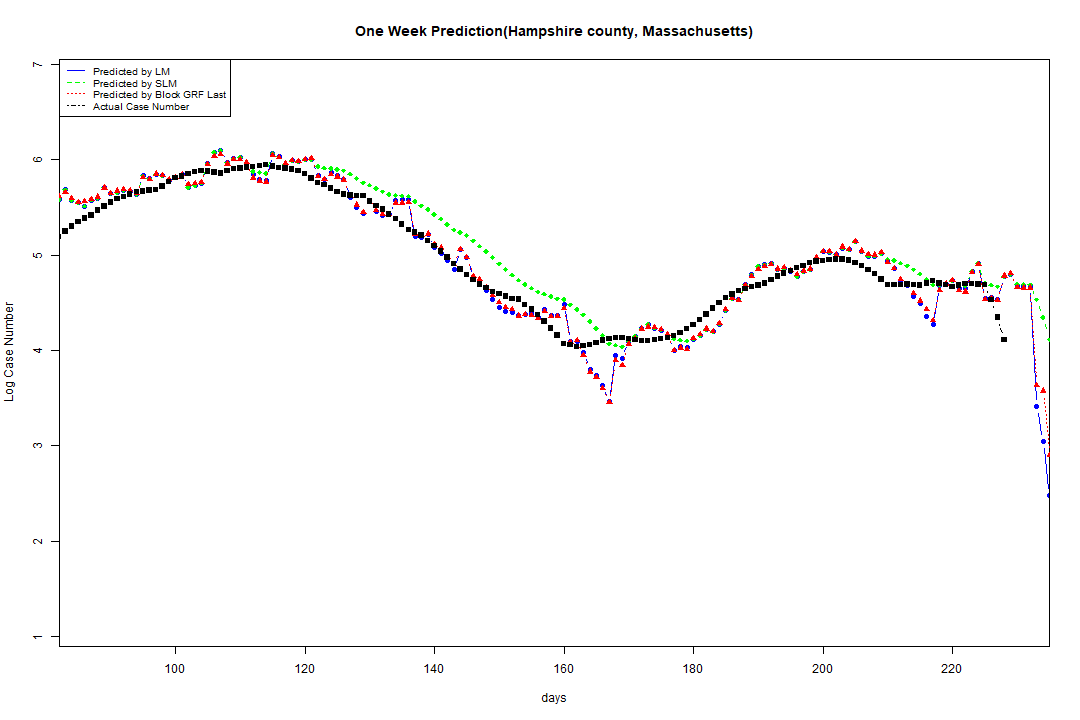 One Week Prediction(Hampshire county, Massachusetts)
Predicted by LM
Predicted by SLM
Predicted by Block GRF Last
Actual Case Number
7
6
5
4
3
2
1
Log Case Number
100 120 140 160 180 200 220
days